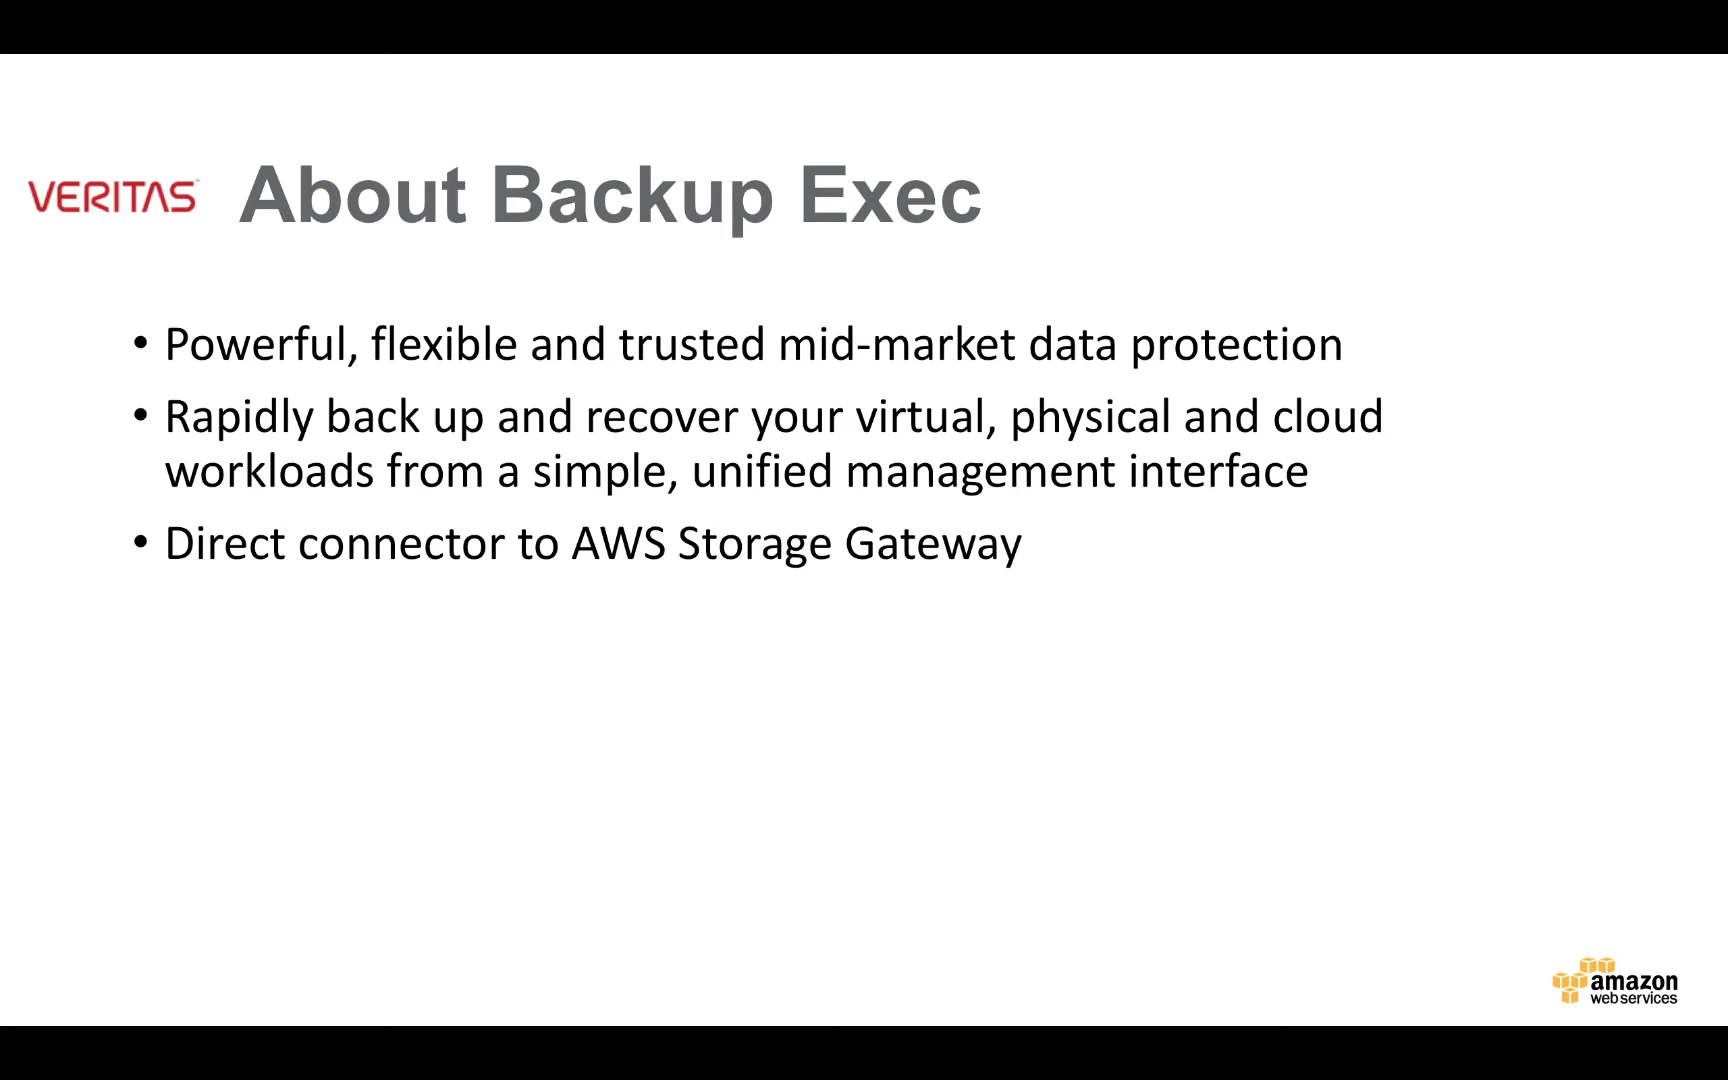 VERITAS™ About Backup Exec
• Powerful, flexible and trusted mid-market data protection
• Rapidly back up and recover your virtual, physical and cloud
workloads from a simple, unified management interface
• Direct connector to AWS Storage Gateway
amazon
web services